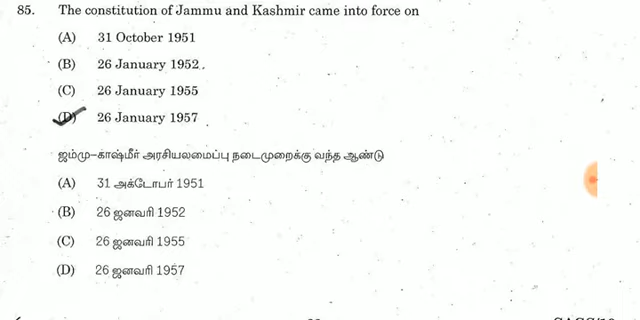 85. The constitution of Jammu and Kashmir came into force on
(A) 31 October 1951
(B) 26 January 1952.
(C) 26 January 1955
(D) 26 January 1957
ஜம்மு-காஷ்மீர் அரசியலமைப்பு நடைமுறைக்கு வந்த ஆண்டு
(A) 31 அக்டோபர் 1951
(B) 26 ஜனவரி 1952
(C) 26 ஜனவரி 1955
(D) 26 ஜனவரி 1957